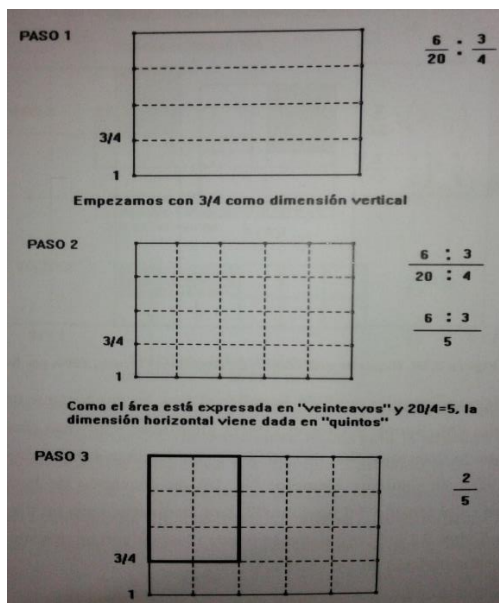 PASO 1
6/20 : 3/4
3/4
1
Empezamos con 3/4 como dimensión vertical
PASO 2
6 : 3
20 : 4
6 : 3
5
3/4
1
Como el área está expresada en "veinteavos" y 20/4=5, la
dimensión horizontal viene dada en "quintos"
PASO 3
2
5
3/4
1